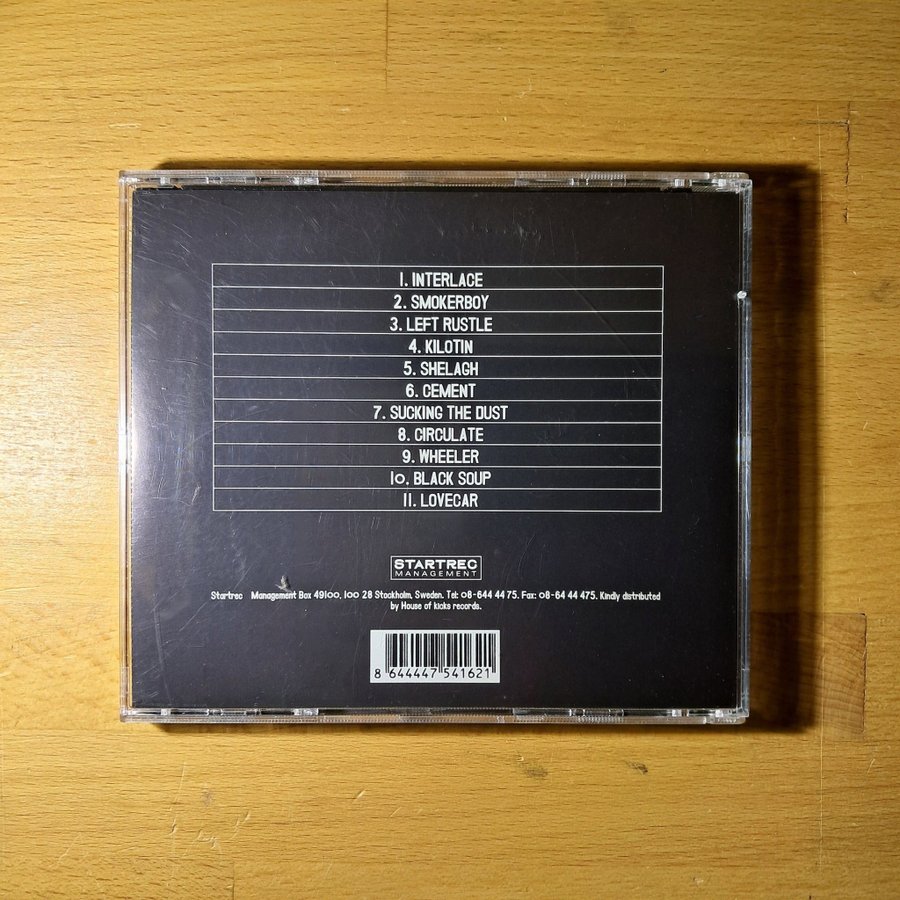 1. INTERLACE
2. SMOKERBOY
3. LEFT RUSTLE
4. KILOTIN
5. SHELAGH
6. CEMENT
7. SUCKING THE DUST
8. CIRCULATE
9. WHEELER
10. BLACK SOUP
11. LOVECAR
STARTREC
MANAGEMENT
Startrec Management Box 49100, 100 28 Stockholm, Sweden. Tel: 08-644 44 75. Fax: 08-64 44 475. Kindly distributed
by House of kicks records.
8 644447 541621